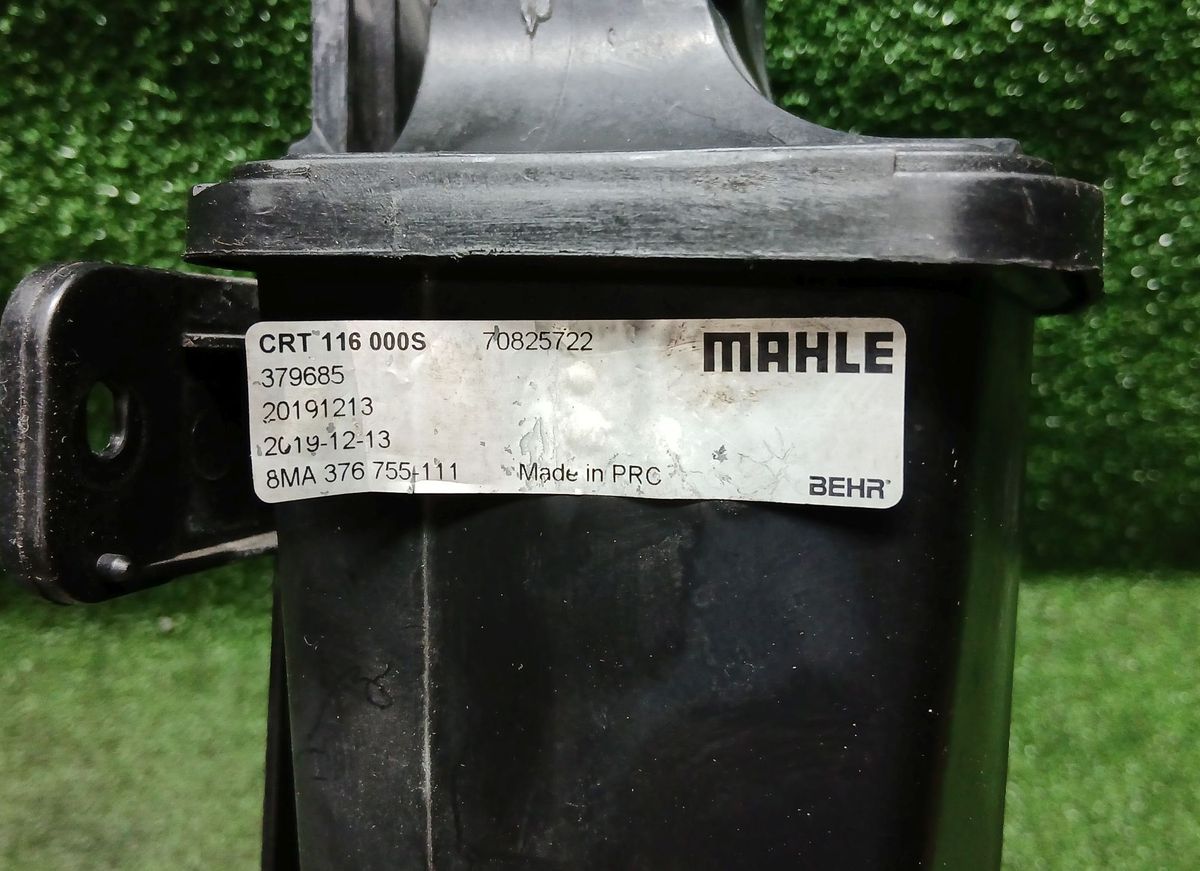 CRT 116 000S 70825722 MAHLE
379685
20191213
2019-12-13
8MA 376 755-111 Made in PRC BEHR®